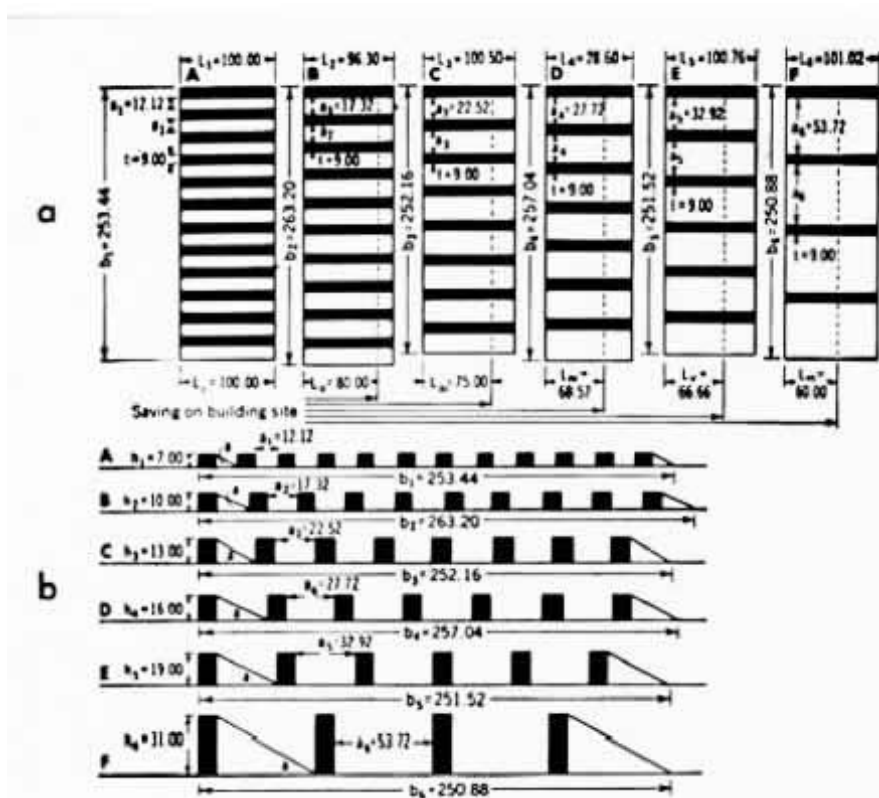 L₁=100.00 L₂=96.30 L₃=100.50 L₄=78.60 L₅=100.76 L₆=101.02
A B C D E F
a₁=12.12 a₂=17.32 a₃=22.52 a₄=27.72 a₅=32.92 a₆=53.72
a₁ a₂ a₃ a₄ a₅ a₆
t=9.00 t=9.00 t=9.00 t=9.00 t=9.00 t=9.00
a
b₁=253.44 b₂=263.20 b₃=252.16 b₄=257.04 b₅=251.52 b₆=250.88
=100.00 =80.00 =75.00 = = =
68.57 66.66 60.00
Saving on building site
a₁=12.12
A h₁=7.00
b₁=253.44
a₂=17.32
B h₂=10.00
b₂=263.20
a₃=22.52
C h₃=13.00
b₃=252.16
b
a₄=27.72
D h₄=16.00
b₄=257.04
a₅=32.92
E h₅=19.00
b₅=251.52
h₆=31.00
a₆=53.72
F
b₆=250.88